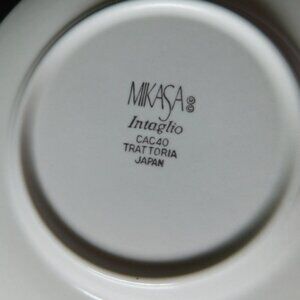 MIKASA
Intaglio
CAC40
TRATTORIA
JAPAN